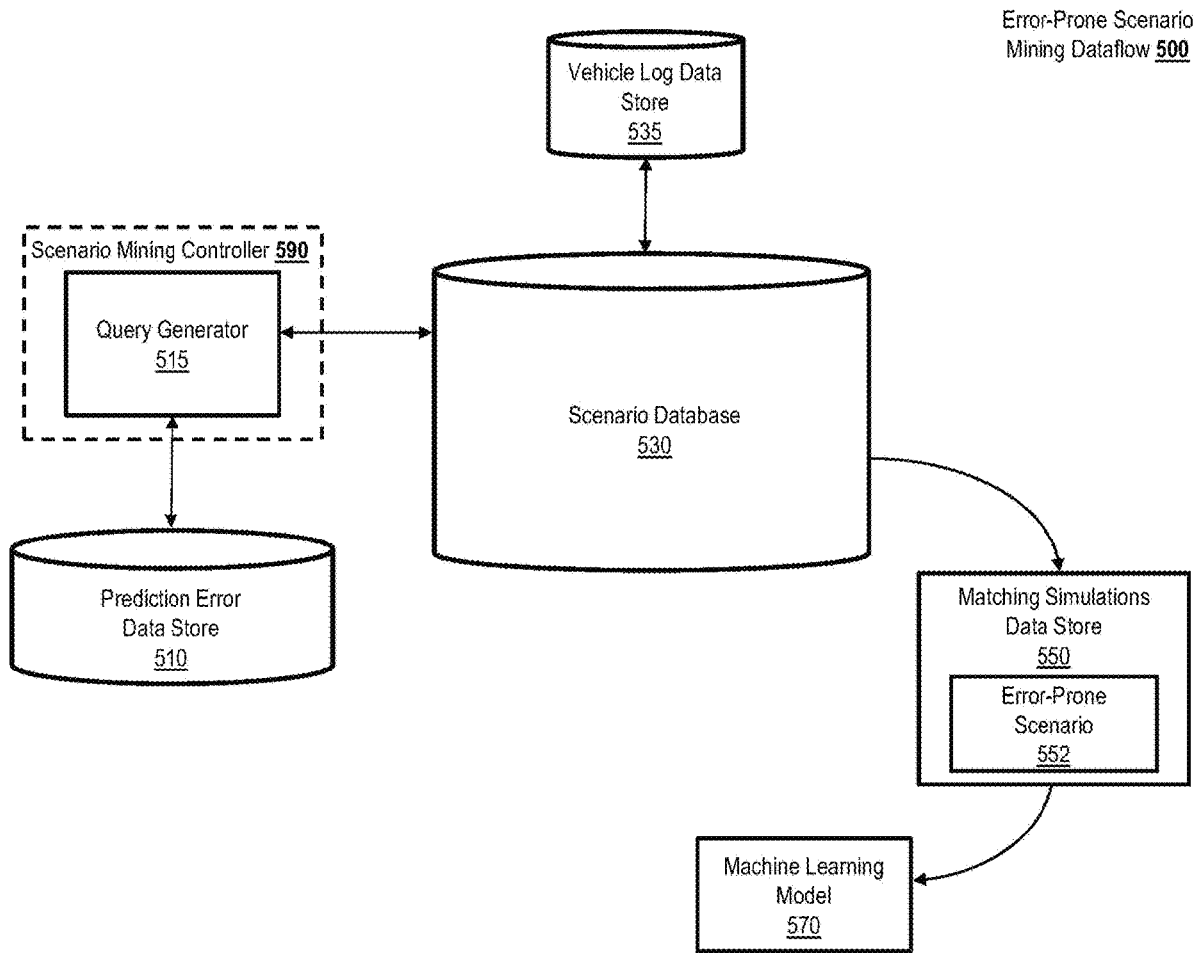 Error-Prone Scenario
Mining Dataflow 500
Vehicle Log Data
Store
535
Scenario Mining Controller 590
Query Generator
515
Scenario Database
530
Prediction Error
Data Store
510
Matching Simulations
Data Store
550
Error-Prone
Scenario
552
Machine Learning
Model
570